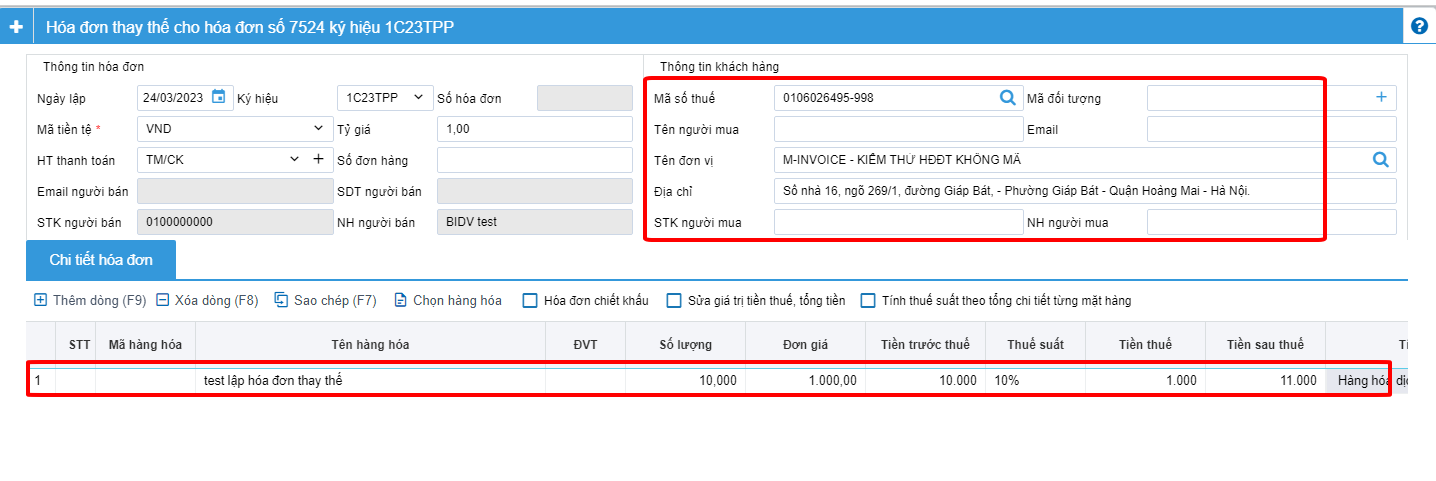 Hóa đơn thay thế cho hóa đơn số 7524 ký hiệu 1C23TPP
Thông tin hóa đơn
Ngày lập 24/03/2023 Ký hiệu 1C23TPP Số hóa đơn
Mã tiền tệ * VND Tỷ giá 1,00
HT thanh toán TM/CK Số đơn hàng
Email người bán SDT người bán
STK người bán 0100000000 NH người bán BIDV test
Thông tin khách hàng
Mã số thuế 0106026495-998 Mã đối tượng
Tên người mua Email
Tên đơn vị M-INVOICE - KIỂM THỬ HĐĐT KHÔNG MÃ
Địa chỉ Số nhà 16, ngõ 269/1, đường Giáp Bát, - Phường Giáp Bát - Quận Hoàng Mai - Hà Nội.
STK người mua NH người mua
Chi tiết hóa đơn
Thêm dòng (F9) Xóa dòng (F8) Sao chép (F7) Chọn hàng hóa Hóa đơn chiết khấu Sửa giá trị tiền thuế, tổng tiền Tính thuế suất theo tổng chi tiết từng mặt hàng
STT Mã hàng hóa Tên hàng hóa ĐVT Số lượng Đơn giá Tiền trước thuế Thuế suất Tiền thuế Tiền sau thuế
1 test lập hóa đơn thay thế 10,000 1.000,00 10.000 10% 1.000 11.000 Hàng hóa